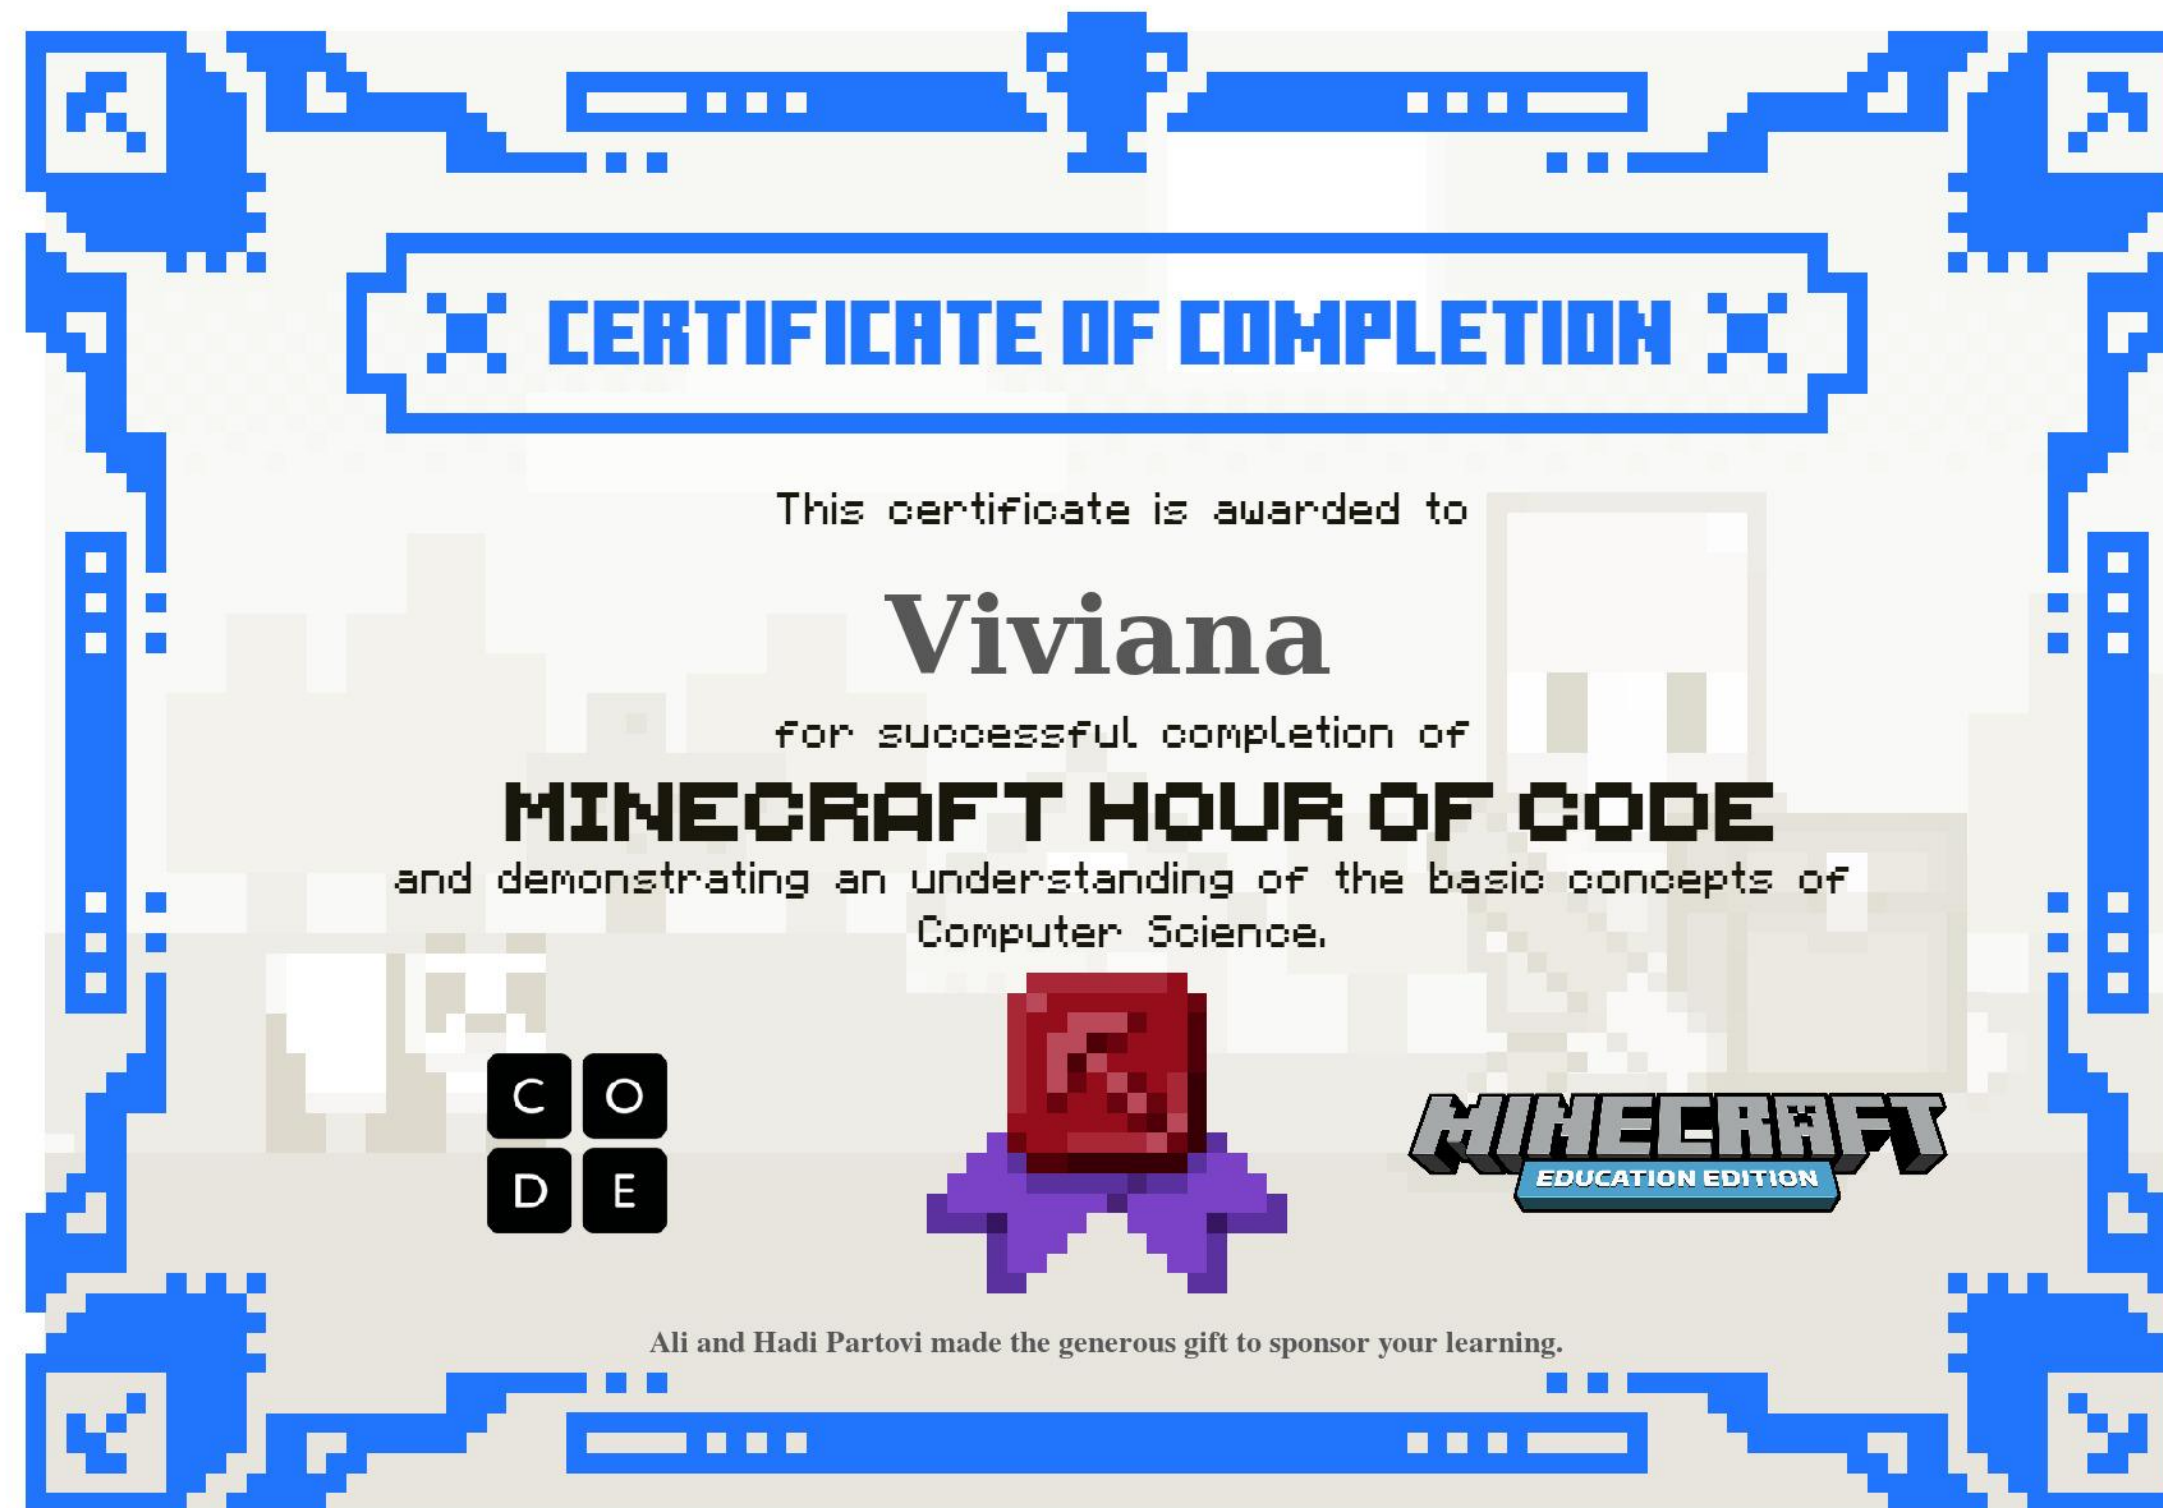 CERTIFICATE OF COMPLETION
This certificate is awarded to
Viviana
for successful completion of
MINECRAFT HOUR OF CODE
and demonstrating an understanding of the basic concepts of
Computer Science.
C O
D E
MINECRAFT
EDUCATION EDITION
Ali and Hadi Partovi made the generous gift to sponsor your learning.